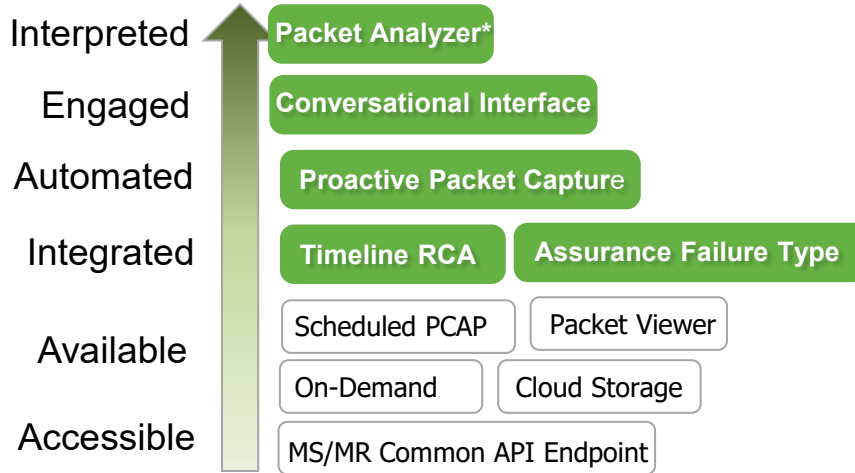 Interpreted
Packet Analyzer*
Engaged
Conversational Interface
Automated
Proactive Packet Capture
Integrated
Timeline RCA
Assurance Failure Type
Available
Scheduled PCAP
Packet Viewer
On-Demand
Cloud Storage
Accessible
MS/MR Common API Endpoint